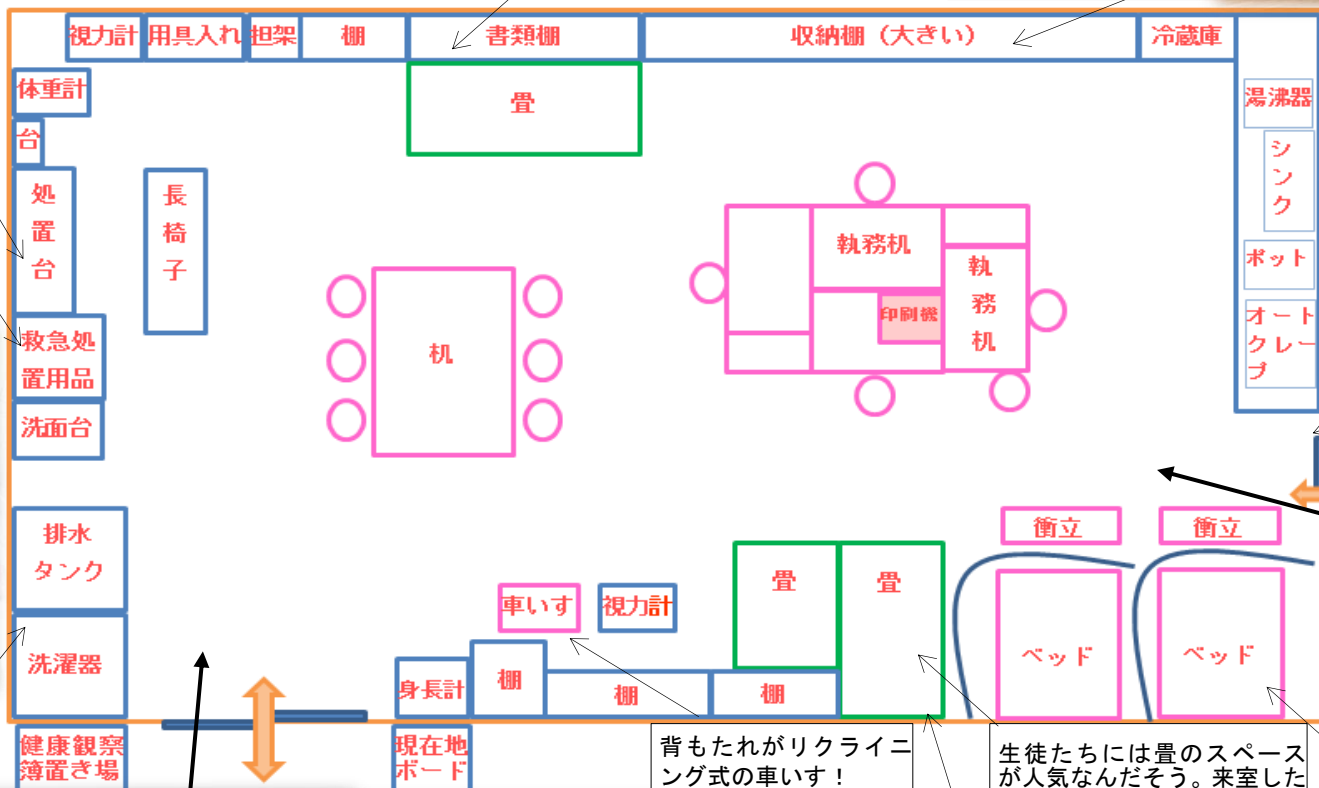 視力計
用具入れ
担架
棚
書類棚
収納棚（大きい）
冷蔵庫
体重計
台
処
置
台
救急処
置用品
洗面台
長
椅
子
畳
机
執務机
執
務
机
印刷機
湯沸器
シ
ン
ク
ポット
オート
クレー
ブ
排水
タンク
洗濯器
車いす
視力計
身長計
棚
棚
棚
畳
畳
衝立
衝立
ベッド
ベッド
健康観察
簿置き場
現在地
ボード
背もたれがリクライニ
ング式の車いす！
生徒たちには畳のスペース
が人気なんだそう。来室した